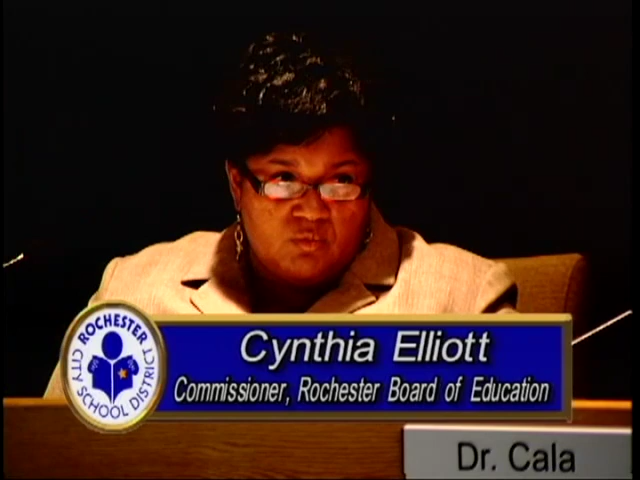 ROCHESTER
CITY SCHOOL DISTRICT
Cynthia Elliott
Commissioner, Rochester Board of Education
Dr. Cala